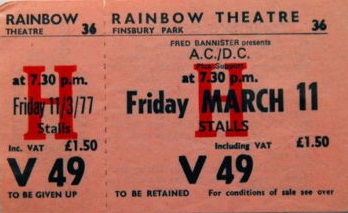 RAINBOW
THEATRE 36
at 7.30 p.m.
Friday 11/3/77
H
Stalls
Inc. VAT £1.50
V 49
TO BE GIVEN UP
RAINBOW THEATRE
FINSBURY PARK 36
FRED BANNISTER presents
A.C./D.C.
Plus Support
at 7.30 p.m.
H
Friday MARCH 11
STALLS
Including VAT £1.50
V 49
TO BE RETAINED For conditions of sale see over